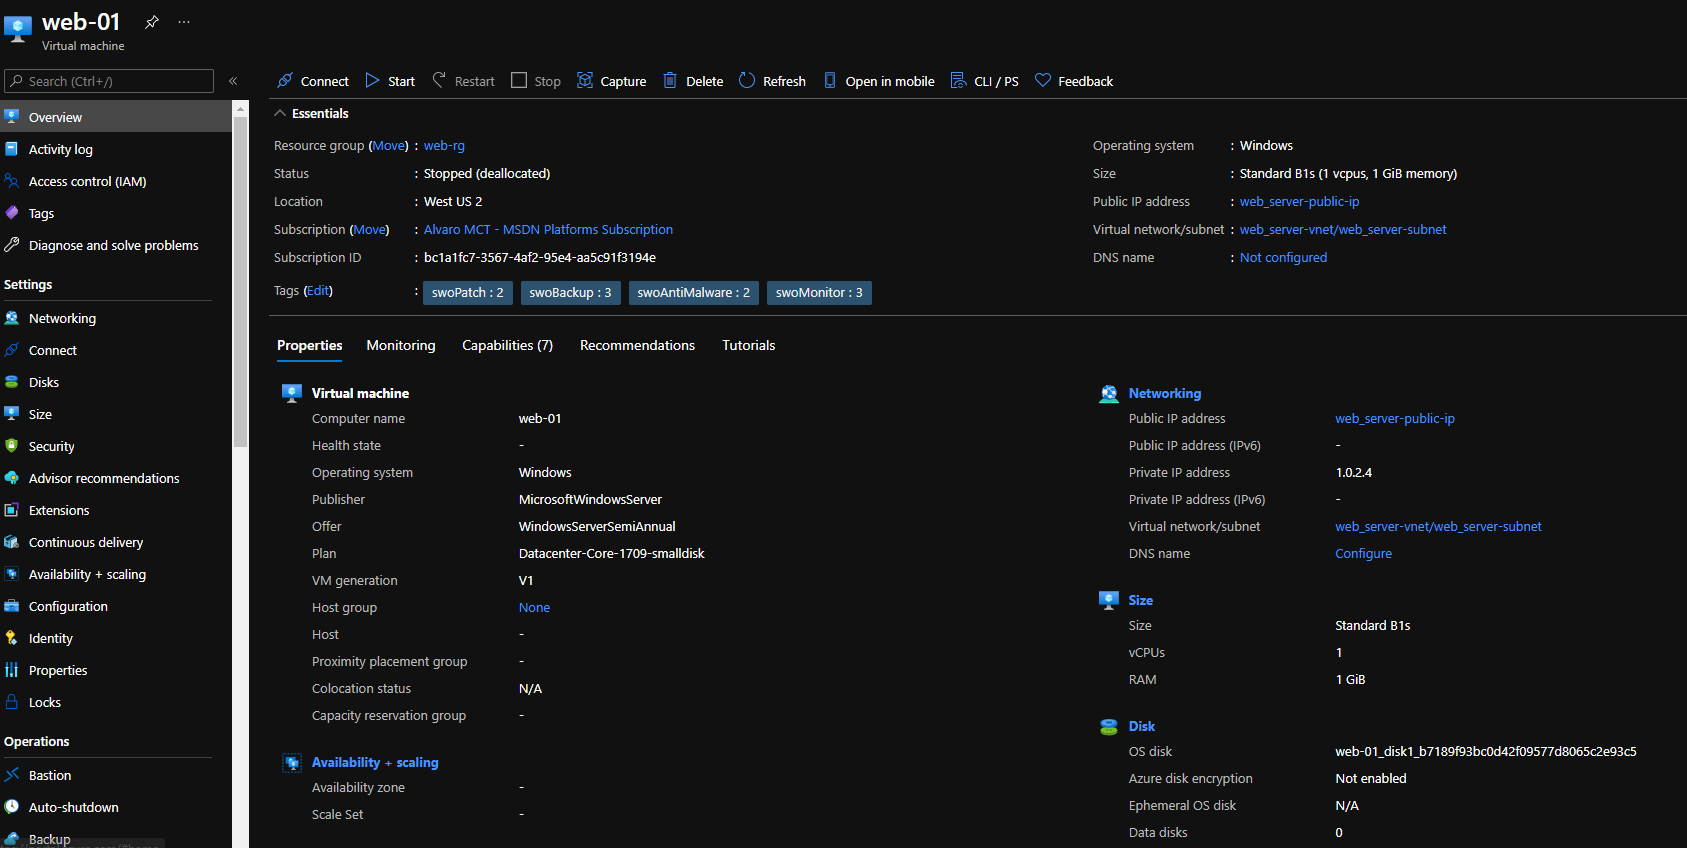 web-01
Virtual machine
Search (Ctrl+/)
Overview
Activity log
Access control (IAM)
Tags
Diagnose and solve problems
Settings
Networking
Connect
Disks
Size
Security
Advisor recommendations
Extensions
Continuous delivery
Availability + scaling
Configuration
Identity
Properties
Locks
Operations
Bastion
Auto-shutdown
Backup
Connect Start Restart Stop Capture Delete Refresh Open in mobile CLI / PS Feedback
Essentials
Resource group (Move) : web-rg
Status : Stopped (deallocated)
Location : West US 2
Subscription (Move) : Alvaro MCT - MSDN Platforms Subscription
Subscription ID : bc1a1fc7-3567-4af2-95e4-aa5c91f3194e
Operating system : Windows
Size : Standard B1s (1 vcpus, 1 GiB memory)
Public IP address : web_server-public-ip
Virtual network/subnet : web_server-vnet/web_server-subnet
DNS name : Not configured
Tags (Edit) : swoPatch : 2 swoBackup : 3 swoAntiMalware : 2 swoMonitor : 3
Properties Monitoring Capabilities (7) Recommendations Tutorials
Virtual machine
Computer name web-01
Health state -
Operating system Windows
Publisher MicrosoftWindowsServer
Offer WindowsServerSemiAnnual
Plan Datacenter-Core-1709-smalldisk
VM generation V1
Host group None
Host -
Proximity placement group -
Colocation status N/A
Capacity reservation group -
Availability + scaling
Availability zone -
Scale Set -
Networking
Public IP address web_server-public-ip
Public IP address (IPv6) -
Private IP address 1.0.2.4
Private IP address (IPv6) -
Virtual network/subnet web_server-vnet/web_server-subnet
DNS name Configure
Size
Size Standard B1s
vCPUs 1
RAM 1 GiB
Disk
OS disk web-01_disk1_b7189f93bc0d42f09577d8065c2e93c5
Azure disk encryption Not enabled
Ephemeral OS disk N/A
Data disks 0